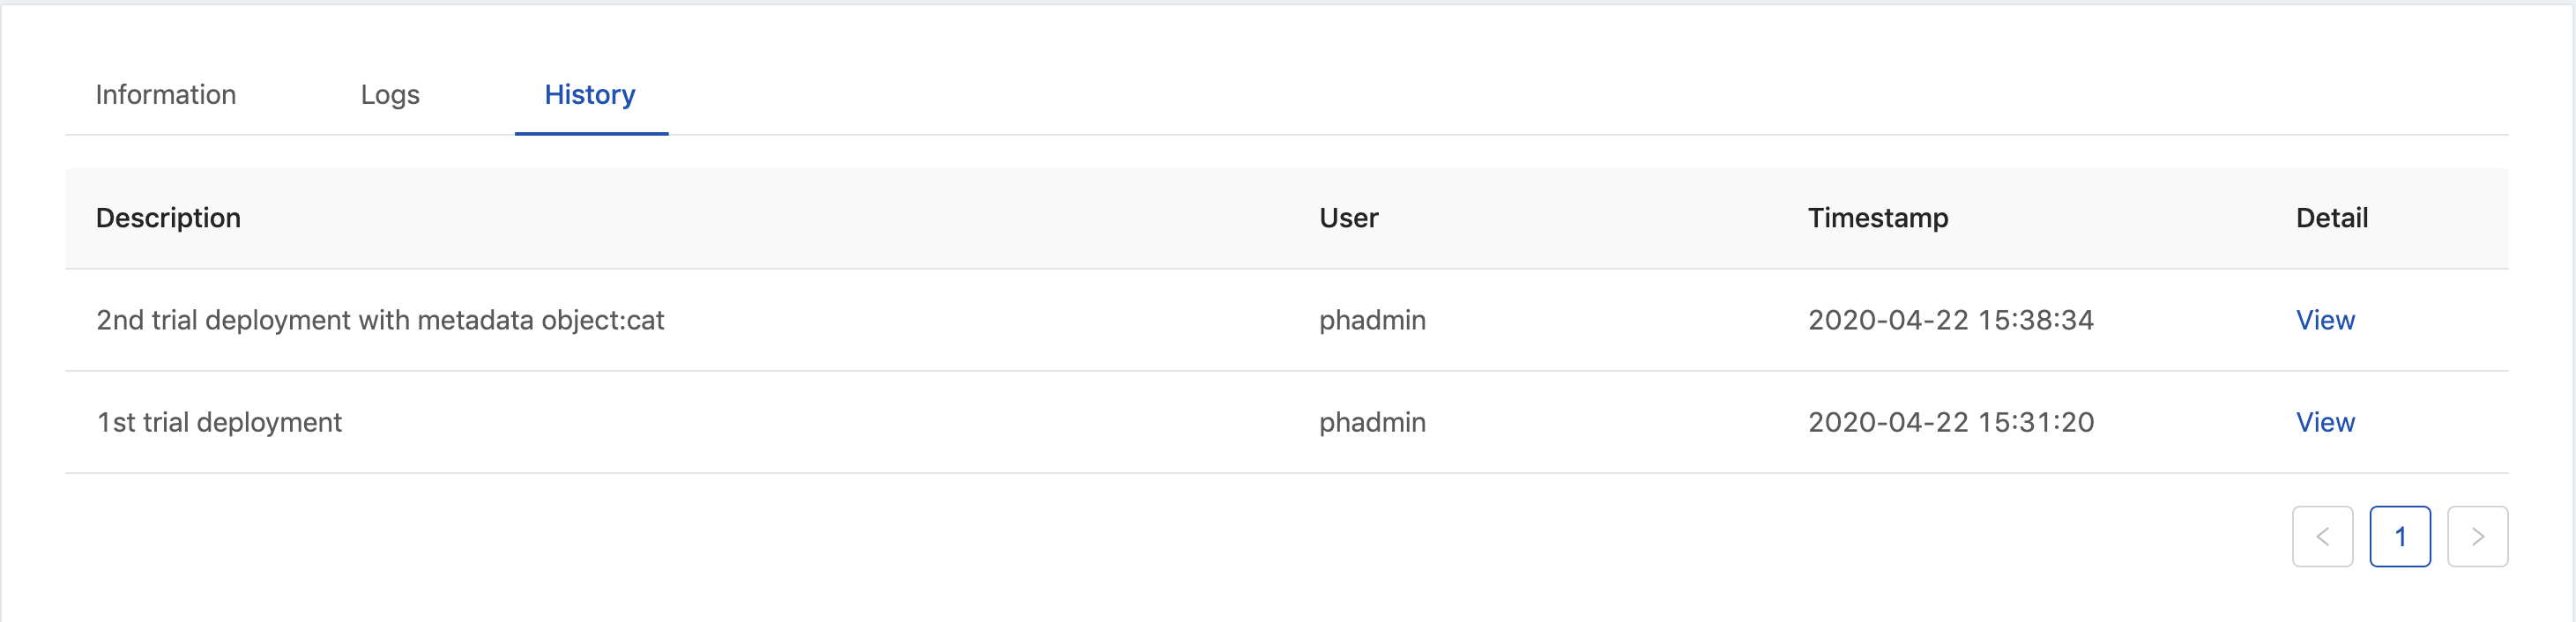 Information Logs History
Description User Timestamp Detail
2nd trial deployment with metadata object:cat phadmin 2020-04-22 15:38:34 View
1st trial deployment phadmin 2020-04-22 15:31:20 View
< 1 >